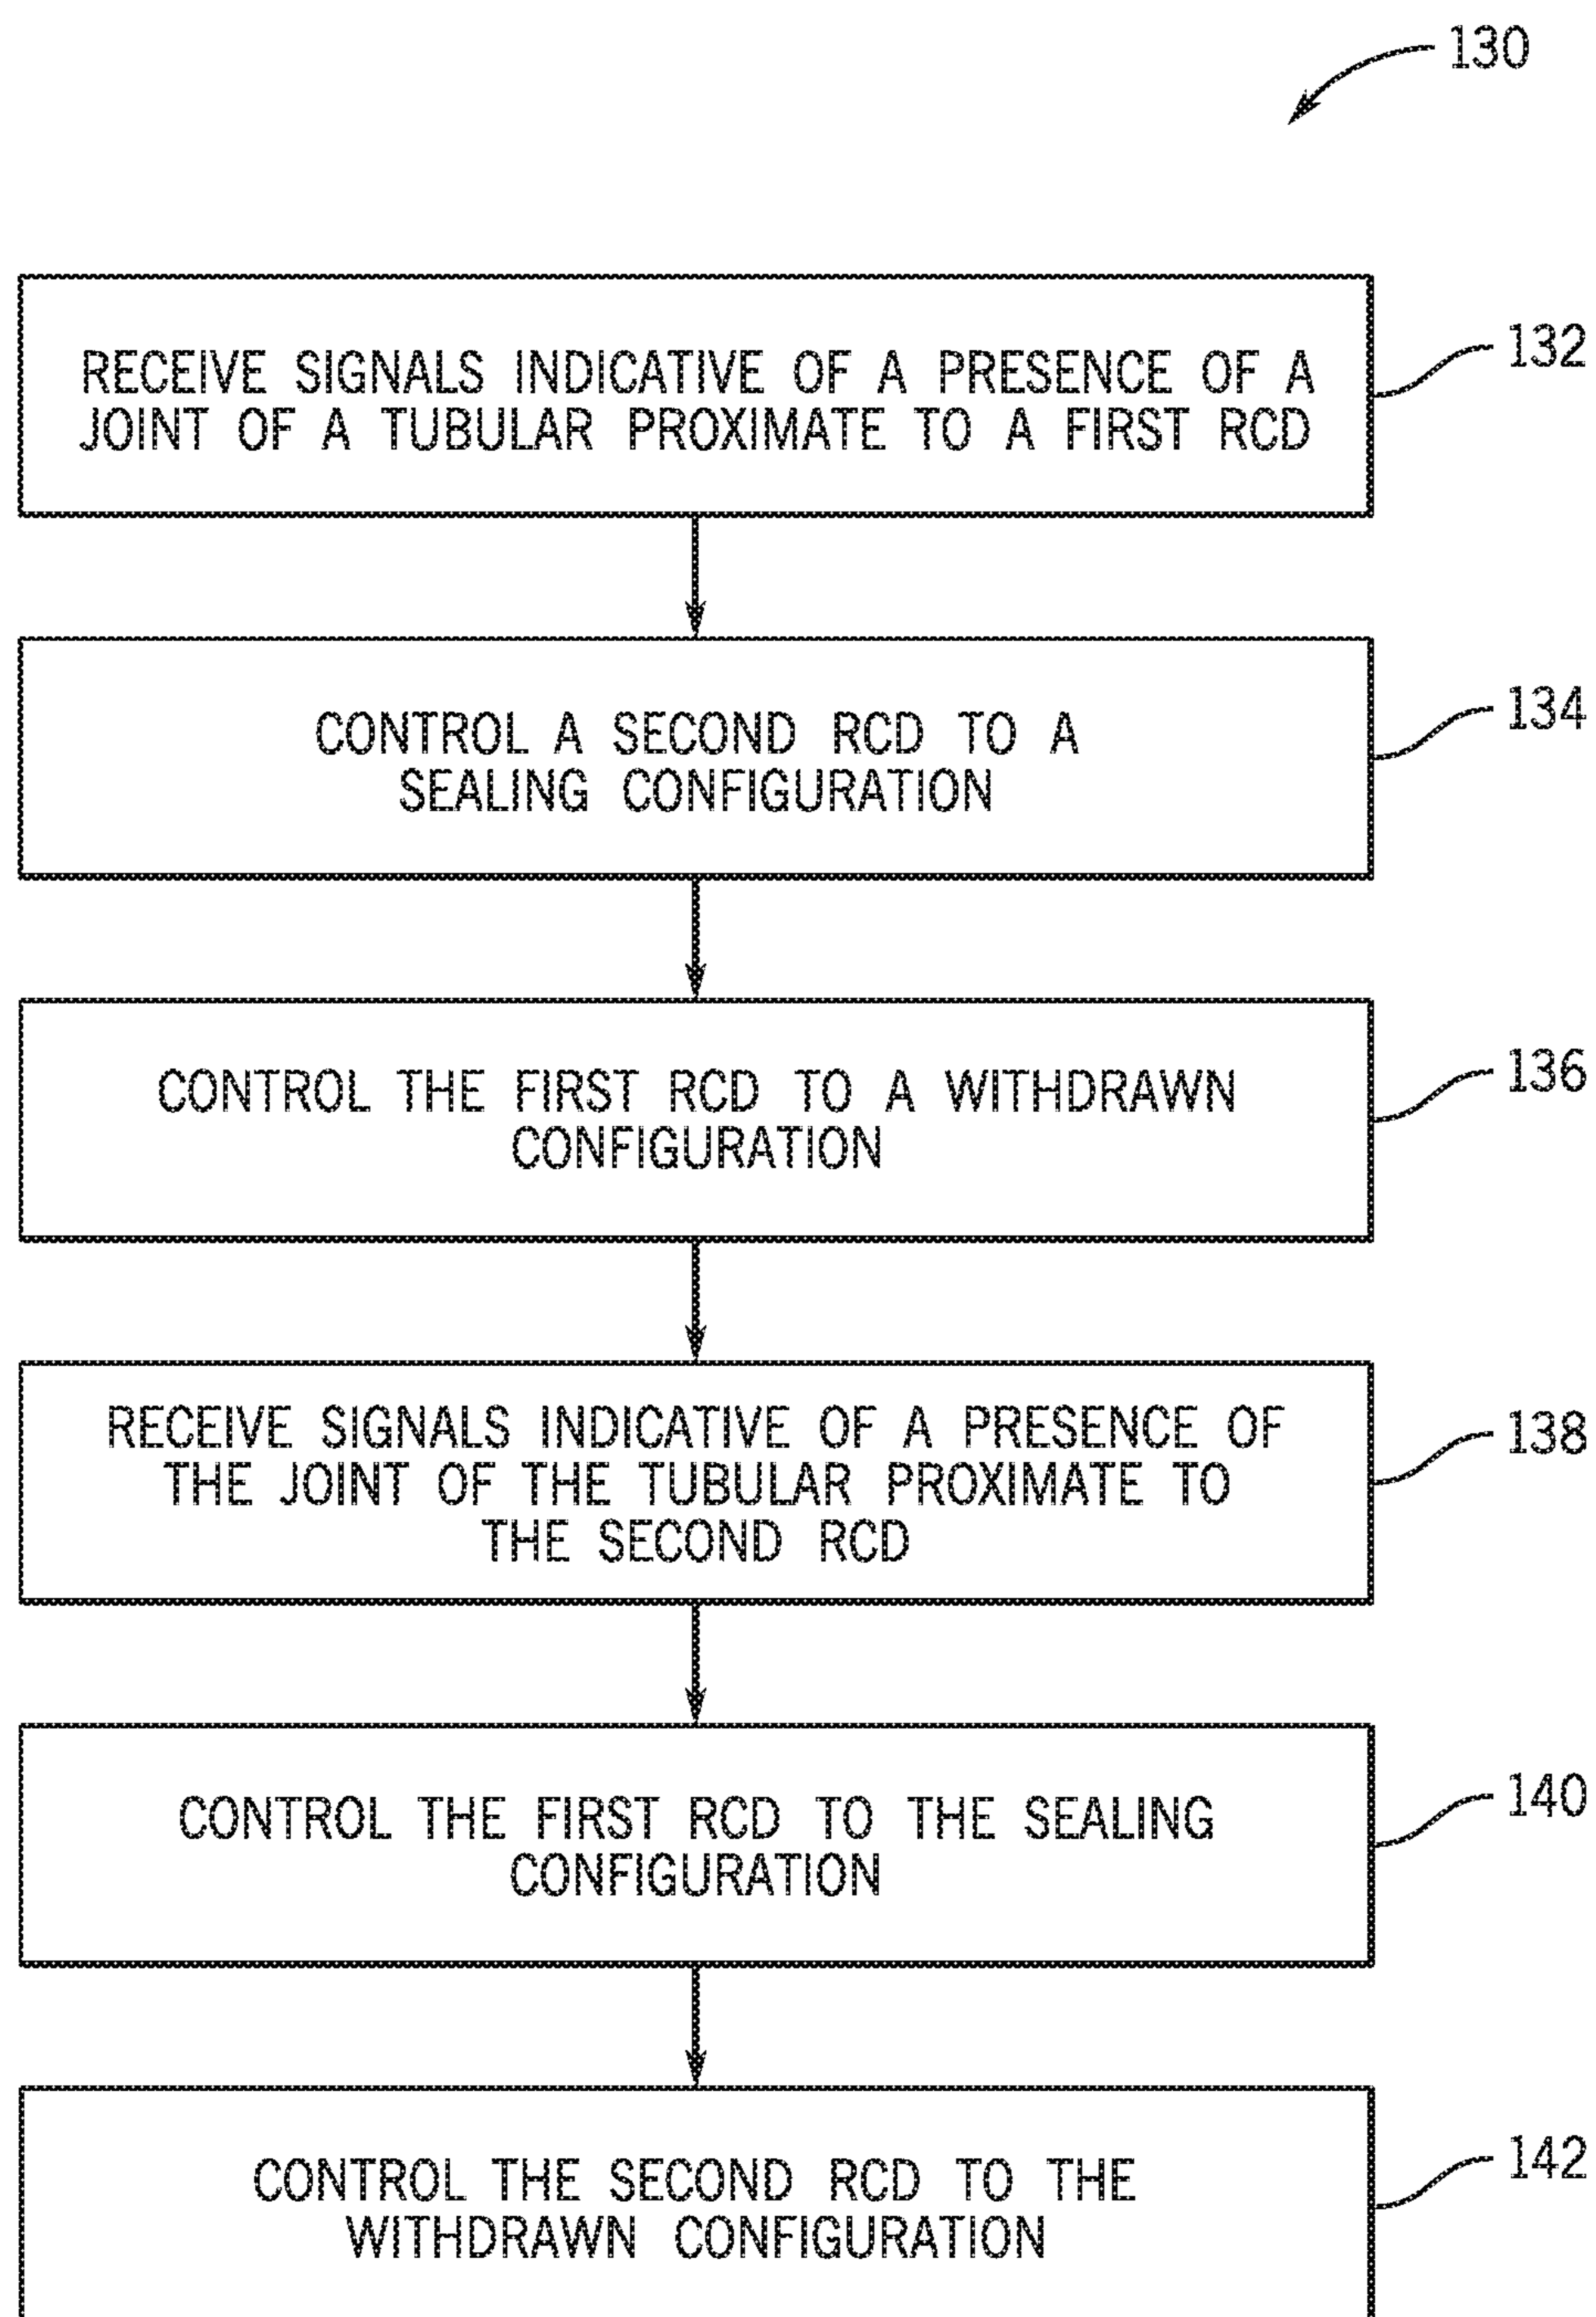 130
RECEIVE SIGNALS INDICATIVE OF A PRESENCE OF A
JOINT OF A TUBULAR PROXIMATE TO A FIRST RCD
132
CONTROL A SECOND RCD TO A
SEALING CONFIGURATION
134
CONTROL THE FIRST RCD TO A WITHDRAWN
CONFIGURATION
136
RECEIVE SIGNALS INDICATIVE OF A PRESENCE OF
THE JOINT OF THE TUBULAR PROXIMATE TO
THE SECOND RCD
138
CONTROL THE FIRST RCD TO THE SEALING
CONFIGURATION
140
CONTROL THE SECOND RCD TO THE
WITHDRAWN CONFIGURATION
142